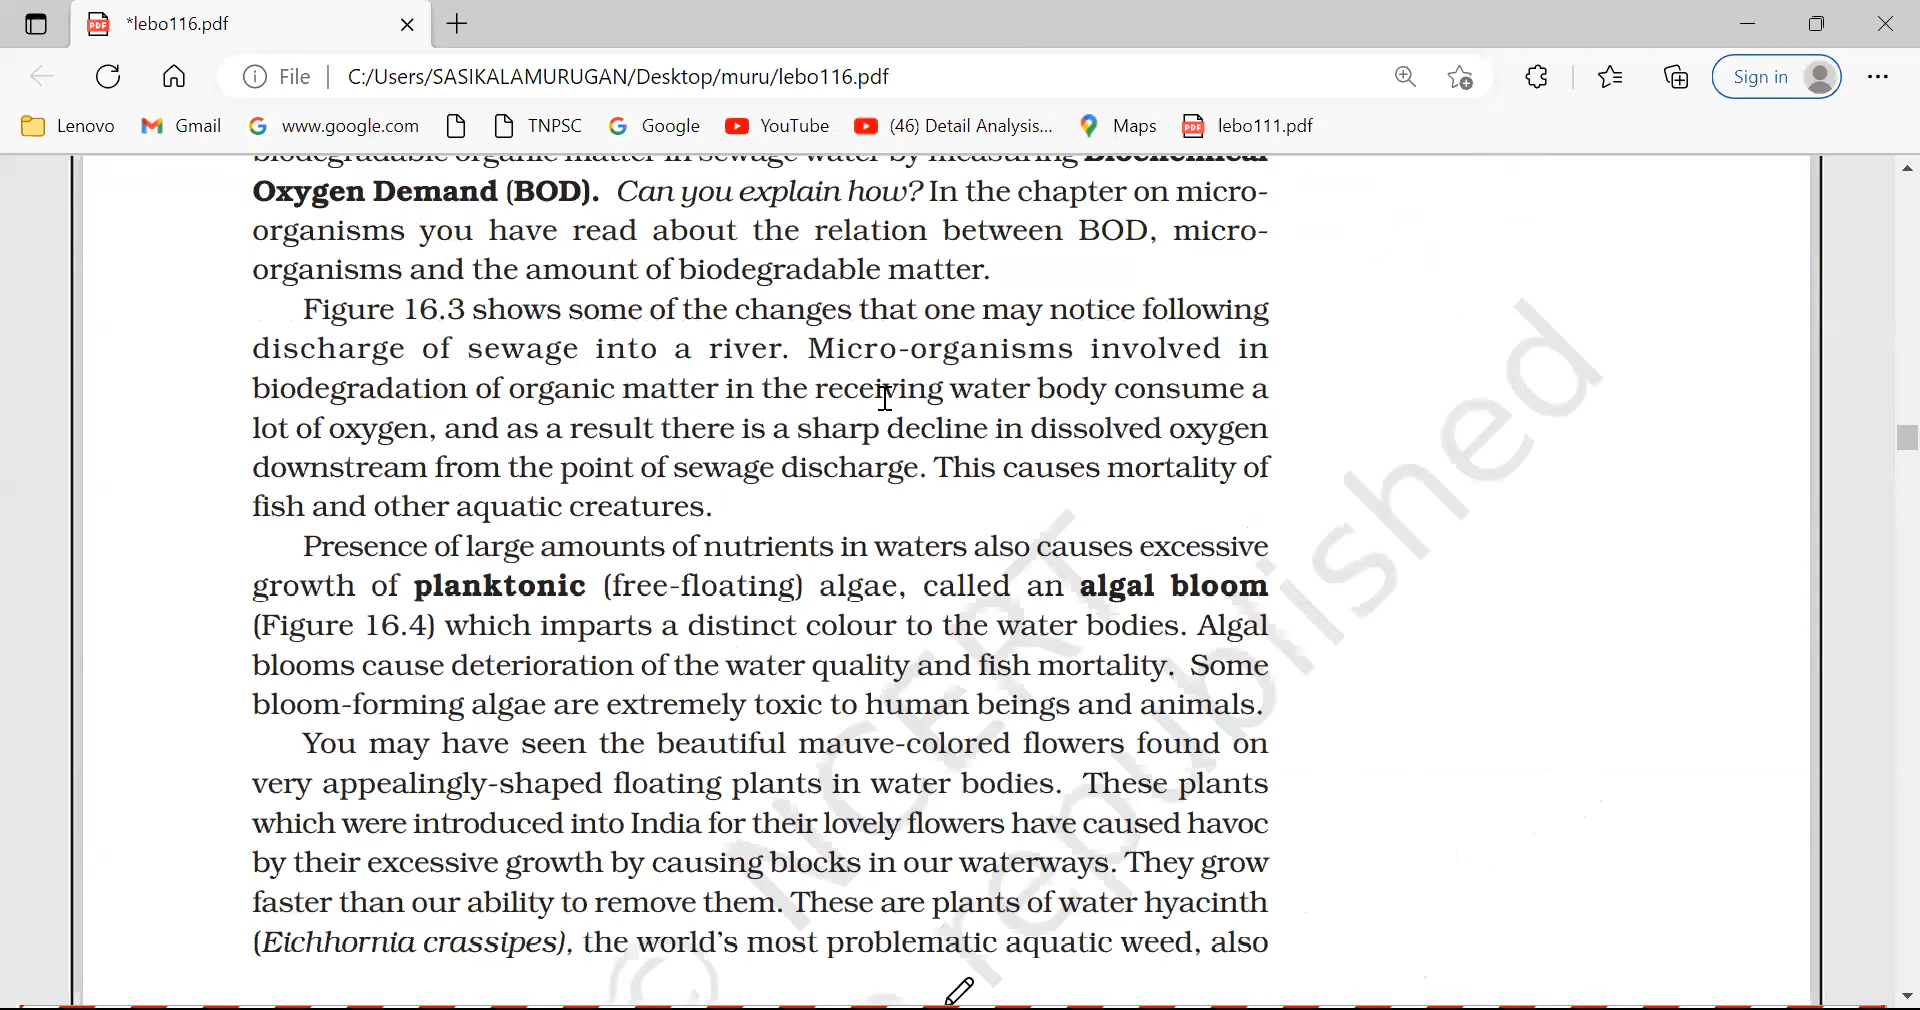 *lebo116.pdf
File
C:/Users/SASIKALAMURUGAN/Desktop/muru/lebo116.pdf
Sign in
Lenovo
Gmail
www.google.com
TNPSC
Google
YouTube
(46) Detail Analysis...
Maps
lebo111.pdf
biodegradable organic matter in sewage water by measuring Biochemical
Oxygen Demand (BOD). Can you explain how? In the chapter on micro-
organisms you have read about the relation between BOD, micro-
organisms and the amount of biodegradable matter.
Figure 16.3 shows some of the changes that one may notice following
discharge of sewage into a river. Micro-organisms involved in
biodegradation of organic matter in the receiving water body consume a
lot of oxygen, and as a result there is a sharp decline in dissolved oxygen
downstream from the point of sewage discharge. This causes mortality of
fish and other aquatic creatures.
Presence of large amounts of nutrients in waters also causes excessive
growth of planktonic (free-floating) algae, called an algal bloom
(Figure 16.4) which imparts a distinct colour to the water bodies. Algal
blooms cause deterioration of the water quality and fish mortality. Some
bloom-forming algae are extremely toxic to human beings and animals.
You may have seen the beautiful mauve-colored flowers found on
very appealingly-shaped floating plants in water bodies. These plants
which were introduced into India for their lovely flowers have caused havoc
by their excessive growth by causing blocks in our waterways. They grow
faster than our ability to remove them. These are plants of water hyacinth
(Eichhornia crassipes), the world's most problematic aquatic weed, also
© NCERT
republished